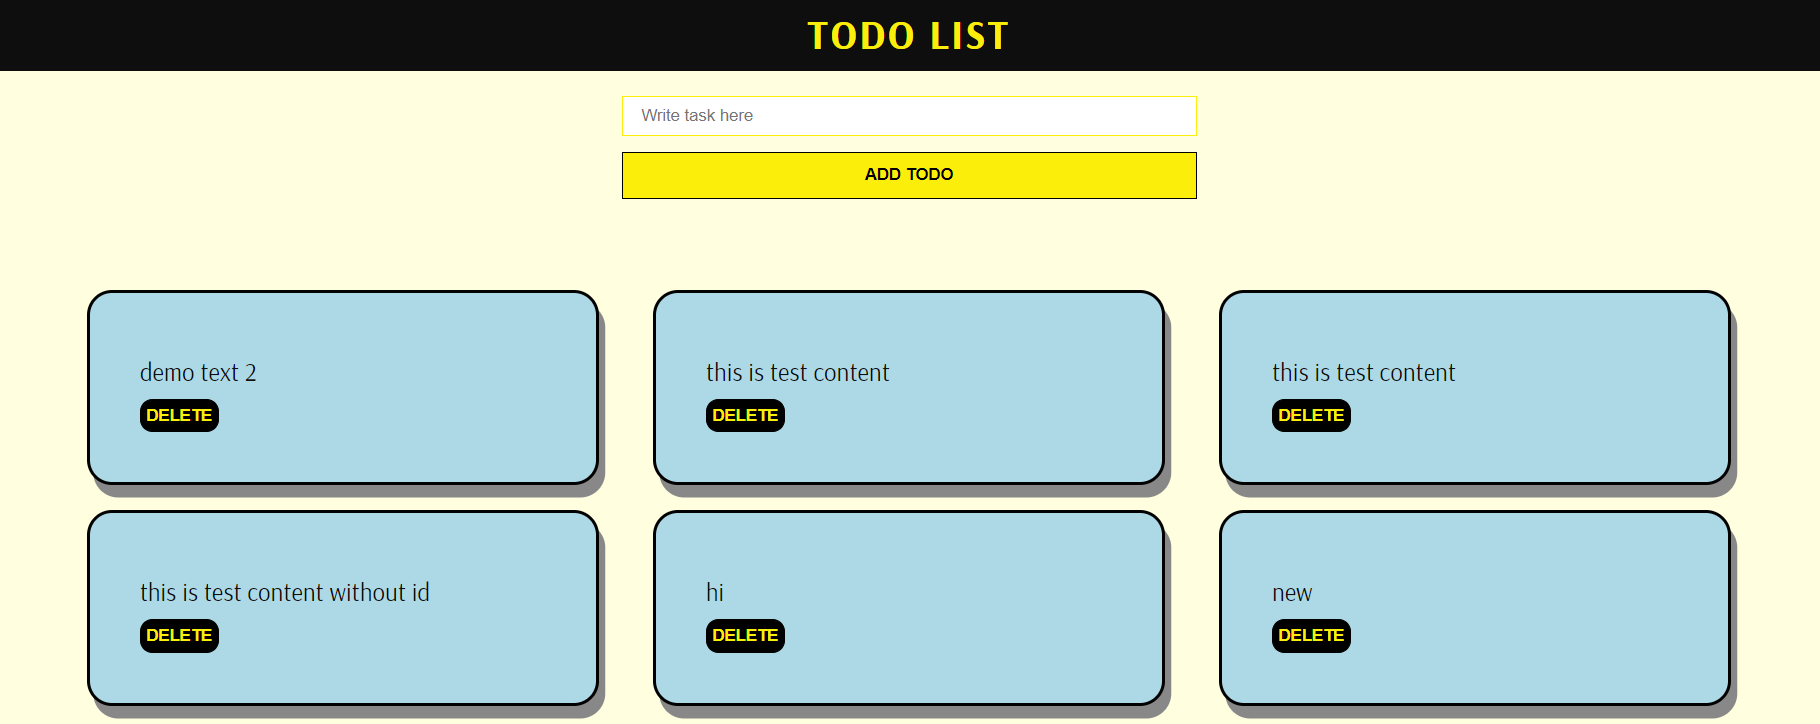 TODO LIST
Write task here
ADD TODO
demo text 2
DELETE
this is test content
DELETE
this is test content
DELETE
this is test content without id
DELETE
hi
DELETE
new
DELETE